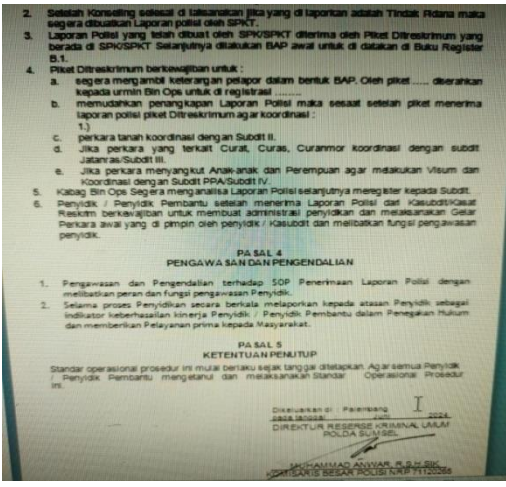 2. Setelah Konseling selesai di laksanakan jika yang di laporkan adalah Tindak Pidana maka
segera dibuatkan Laporan polisi oleh SPKT.
3. Laporan Polisi yang telah dibuat oleh SPK/SPKT diterima oleh Piket Ditreskrimum yang
berada di SPK/SPKT Selanjutnya dilakukan BAP awal untuk di datakan di Buku Register
B.1.
4. Piket Ditreskrimum berkewajiban untuk :
a. segera mengambil keterangan pelapor dalam bentuk BAP. Oleh piket ..... diserahkan
kepada urmin Bin Ops untuk di registrasi .........
b. memudahkan penangkapan Laporan Polisi maka sesaat setelah piket menerima
laporan polisi piket Ditreskrimum agar koordinasi :
1.)
c. perkara tanah koordinasi dengan Subdit II.
d. Jika perkara yang terkait Curat, Curas, Curanmor koordinasi dengan subdit
Jatanras/Subdit III.
e. Jika perkara menyangkut Anak-anak dan Perempuan agar melakukan Visum dan
Koordinasi dengan Subdit PPA/Subdit IV.
5. Kabag Bin Ops Segera menganalisa Laporan Polisi selanjutnya meregister kepada Subdit.
6. Penyidik / Penyidik Pembantu setelah menerima Laporan Polisi dari Kasubdit/Kasat
Reskrim berkewajiban untuk membuat administrasi penyidikan dan melaksanakan Gelar
Perkara awal yang di pimpin oleh penyidik / Kasubdit dan melibatkan fungsi pengawasan
penyidik.
PASAL 4
PENGAWASAN DAN PENGENDALIAN
1. Pengawasan dan Pengendalian terhadap SOP Penerimaan Laporan Polisi dengan
melibatkan peran dan fungsi pengawasan Penyidik.
2. Selama proses Penyidikan secara berkala melaporkan kepada atasan Penyidik sebagai
indikator keberhasilan kinerja Penyidik / Penyidik Pembantu dalam Penegakan Hukum
dan memberikan Pelayanan prima kepada Masyarakat.
PASAL 5
KETENTUAN PENUTUP
Standar operasional prosedur ini mulai berlaku sejak tanggal ditetapkan. Agar semua Penyidik
/ Penyidik Pembantu mengetahui dan melaksanakan Standar Operasional Prosedur
ini.
Dikeluarkan di : Palembang
pada tanggal : Juni 2024
DIREKTUR RESERSE KRIMINAL UMUM
POLDA SUMSEL
MUHAMMAD ANWAR, R.S.H.SIK
KOMISARIS BESAR POLISI NRP 71120268